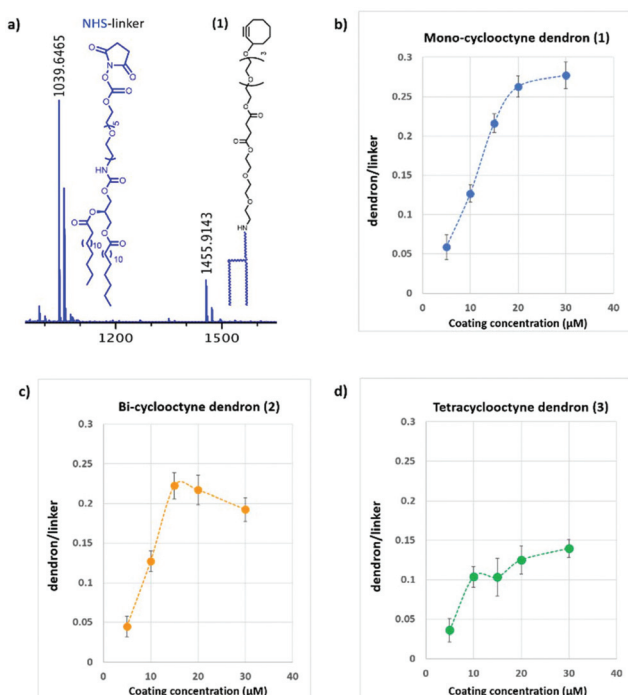 a)
NHS-linker
(1)
1039.6465
1455.9143
O
N
O
O
O
O
5
O
HN
O
O
O
O
O
10
10
O
3
O
O
O
O
O
O
O
O
HN
1200
1500
b)
Mono-cyclooctyne dendron (1)
dendron/linker
0.3
0.25
0.2
0.15
0.1
0.05
0
0
10
20
30
40
Coating concentration (μM)
c)
Bi-cyclooctyne dendron (2)
dendron/linker
0.3
0.25
0.2
0.15
0.1
0.05
0
0
10
20
30
40
Coating concentration (μM)
d)
Tetracyclooctyne dendron (3)
dendron/linker
0.3
0.25
0.2
0.15
0.1
0.05
0
0
10
20
30
40
Coating concentration (μM)